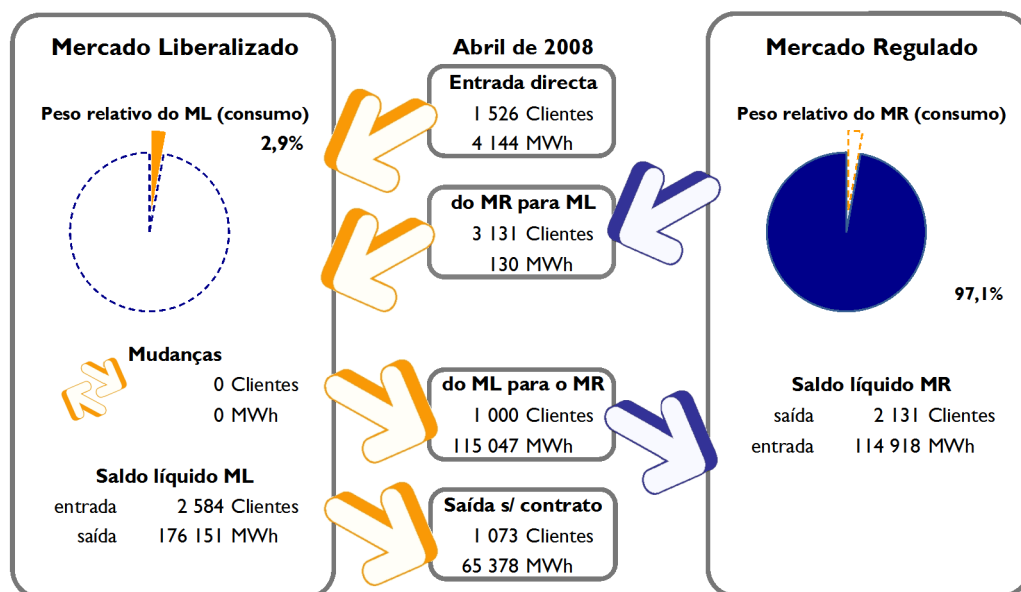 Mercado Liberalizado
Peso relativo do ML (consumo)
2,9%
Mudanças
0 Clientes
0 MWh
Saldo líquido ML
entrada 2 584 Clientes
saída 176 151 MWh
Abril de 2008
Entrada directa
1 526 Clientes
4 144 MWh
do MR para ML
3 131 Clientes
130 MWh
do ML para o MR
1 000 Clientes
115 047 MWh
Saída s/ contrato
1 073 Clientes
65 378 MWh
Mercado Regulado
Peso relativo do MR (consumo)
97,1%
Saldo líquido MR
saída 2 131 Clientes
entrada 114 918 MWh